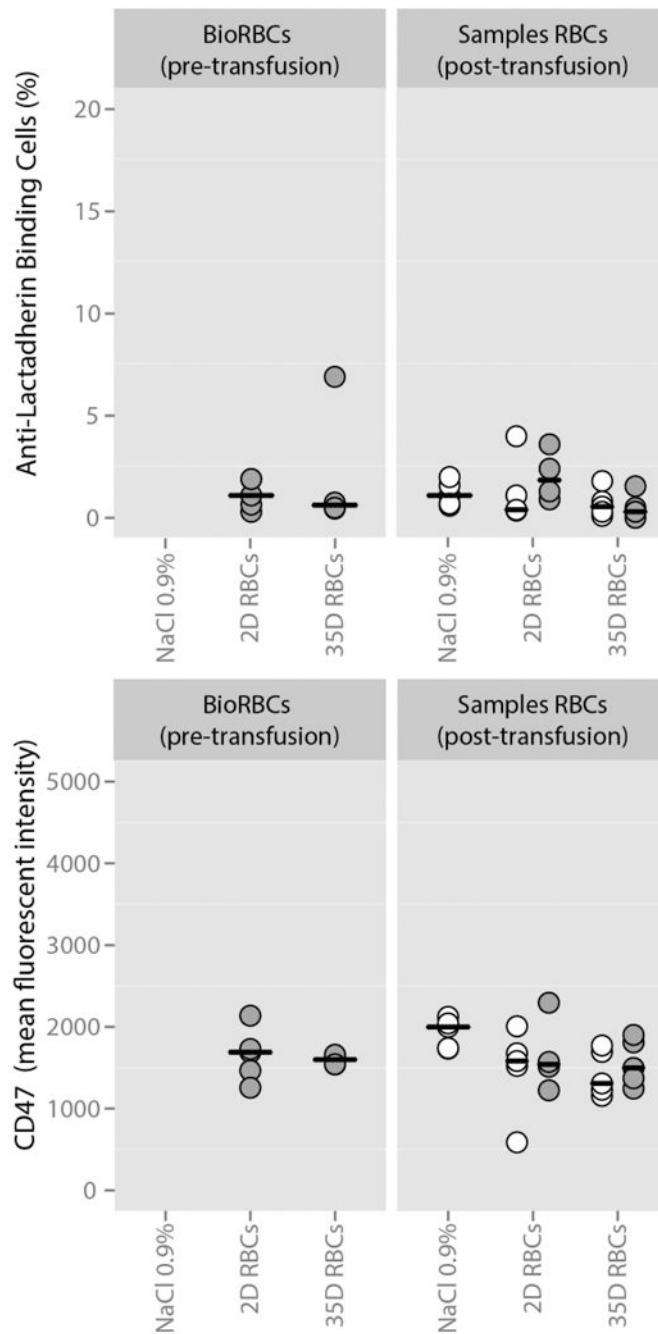 BioRBCs
(pre-transfusion)
Samples RBCs
(post-transfusion)
Anti-Lactadherin Binding Cells (%)
20
15
10
5
0
NaCl 0.9%
2D RBCs
35D RBCs
NaCl 0.9%
2D RBCs
35D RBCs
BioRBCs
(pre-transfusion)
Samples RBCs
(post-transfusion)
CD47 (mean fluorescent intensity)
5000
4000
3000
2000
1000
0
NaCl 0.9%
2D RBCs
35D RBCs
NaCl 0.9%
2D RBCs
35D RBCs